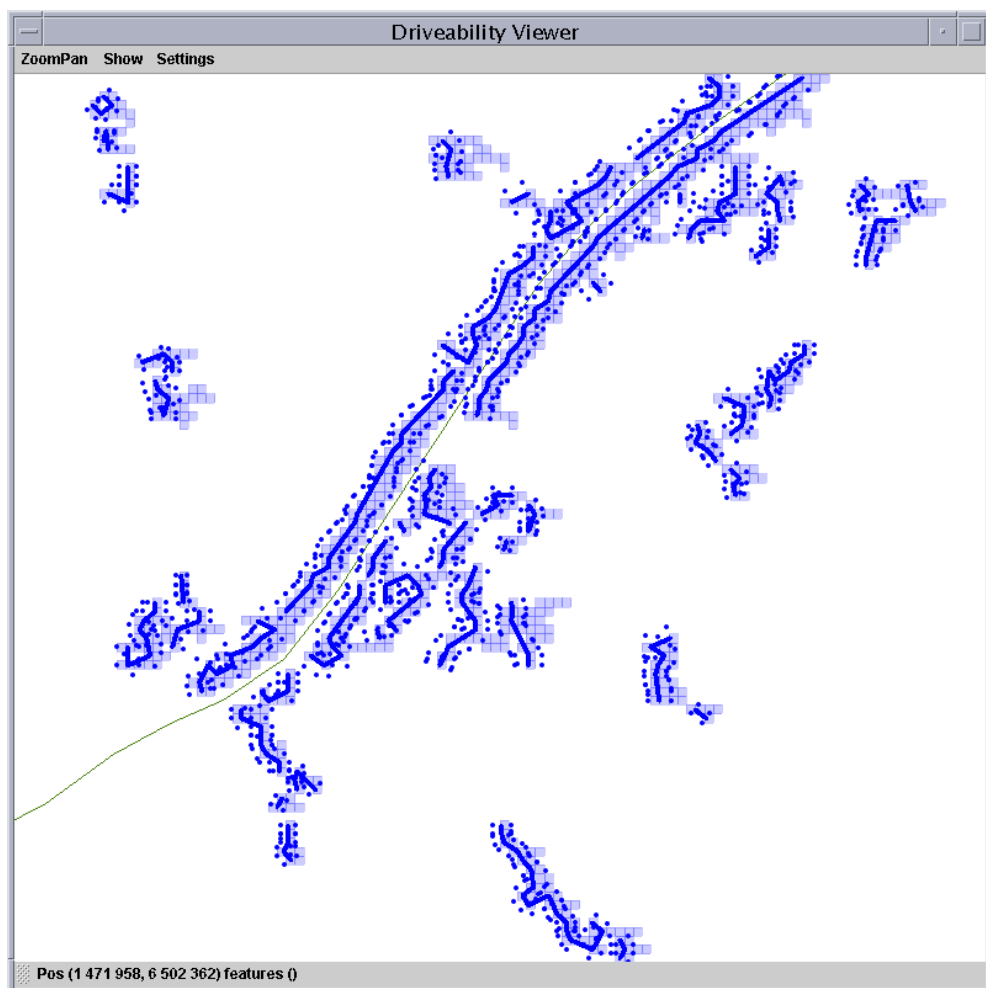 Driveability Viewer
ZoomPan Show Settings
Pos (1 471 958, 6 502 362) features ()